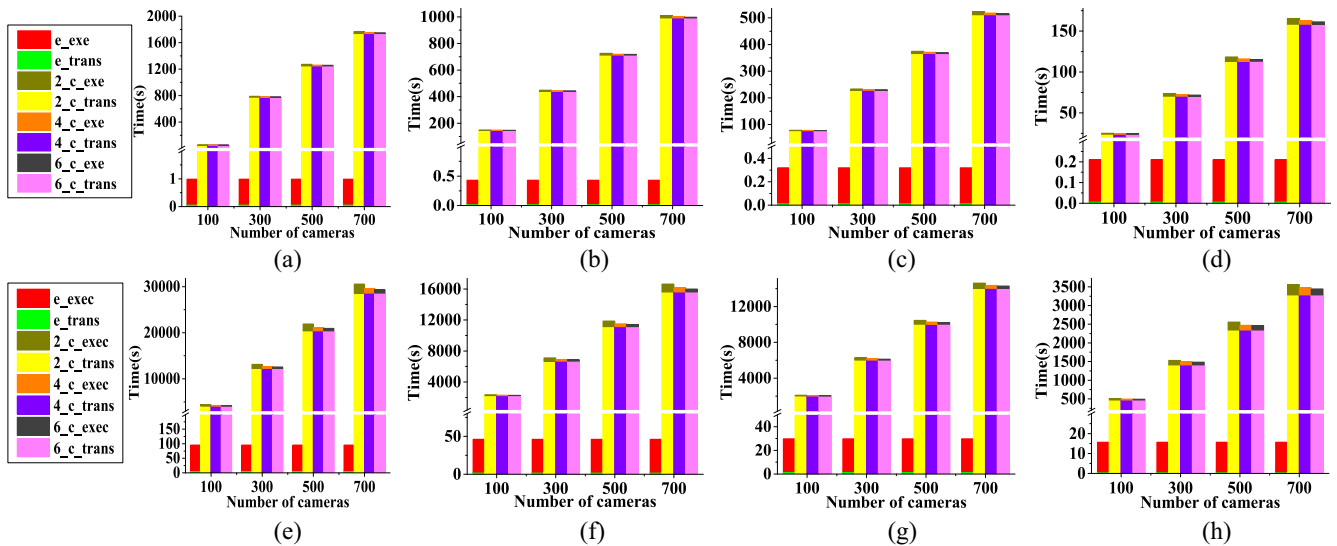 e_exe
e_trans
2_c_exe
2_c_trans
4_c_exe
4_c_trans
6_c_exe
6_c_trans
Time(s)
2000
1600
1200
800
400
1
0
100 300 500 700
Number of cameras
(a)
Time(s)
1000
800
600
400
200
0.5
0.0
100 300 500 700
Number of cameras
(b)
Time(s)
500
400
300
200
100
0.4
0.2
0.0
100 300 500 700
Number of cameras
(c)
Time(s)
150
100
50
0.2
0.1
0.0
100 300 500 700
Number of cameras
(d)
e_exec
e_trans
2_c_exec
2_c_trans
4_c_exec
4_c_trans
6_c_exec
6_c_trans
Time(s)
30000
20000
10000
150
100
50
0
100 300 500 700
Number of cameras
(e)
Time(s)
16000
12000
8000
4000
50
0
100 300 500 700
Number of cameras
(f)
Time(s)
12000
8000
4000
40
20
0
100 300 500 700
Number of cameras
(g)
Time(s)
3500
3000
2500
2000
1500
1000
500
20
10
0
100 300 500 700
Number of cameras
(h)